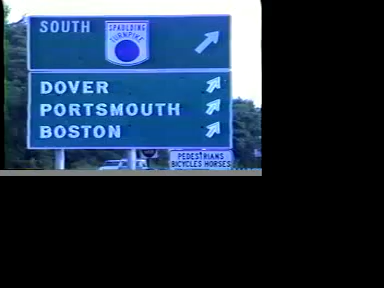 SOUTH
SPAULDING
TURNPIKE
DOVER
PORTSMOUTH
BOSTON
PEDESTRIANS
BICYCLES HORSES